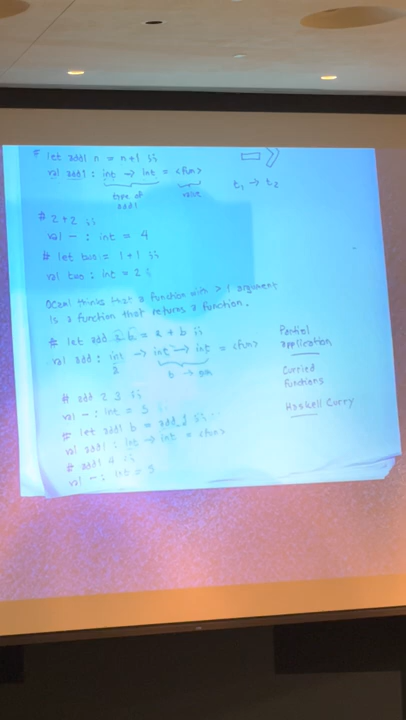 # let add1 n = n+1 ;;
val add1 : int → int = <fun>
type of add1
value
t₁ → t₂
# 2+2 ;;
val - : int = 4
# let two = 1+1 ;;
val two : int = 2
OCaml thinks that a function with > 1 argument
is a function that returns a function.
# let add a b = a + b ;;
val add : int → int → int = <fun>
a
b →
Partial
application
Curried
Functions
Haskell Curry
# add 2 3 ;;
val - : int = 5
# let add1 b = add 1 ;;
val add1 : int → int = <fun>
# add1 4 ;;
val - : int = 5